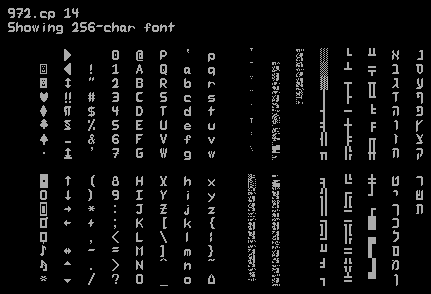 972.cp 14
Showing 256-char font
► 0 @ P ` p א נ
☺ ◄ ! 1 A Q a q ב ס
☻ ↕ " 2 B R b r ג ע
♥ ‼ # 3 C S c s ד ף
♦ ¶ $ 4 D T d t ה פ
♣ § % 5 E U e u ו ץ
♠ & 6 F V f v ז צ
• ↨ ' 7 G W g w ח ק
◘ ↑ ( 8 H X h x ט ר
↓ ) 9 I Y i y י ש
→ * : J Z j z ך ת
← + ; K [ k { כ
, < L \ l | ל
♪ ↔ - = M ] m } ם
♫ ▲ . > N ^ n ~ מ
▼ / ? O _ o ⌂ ן